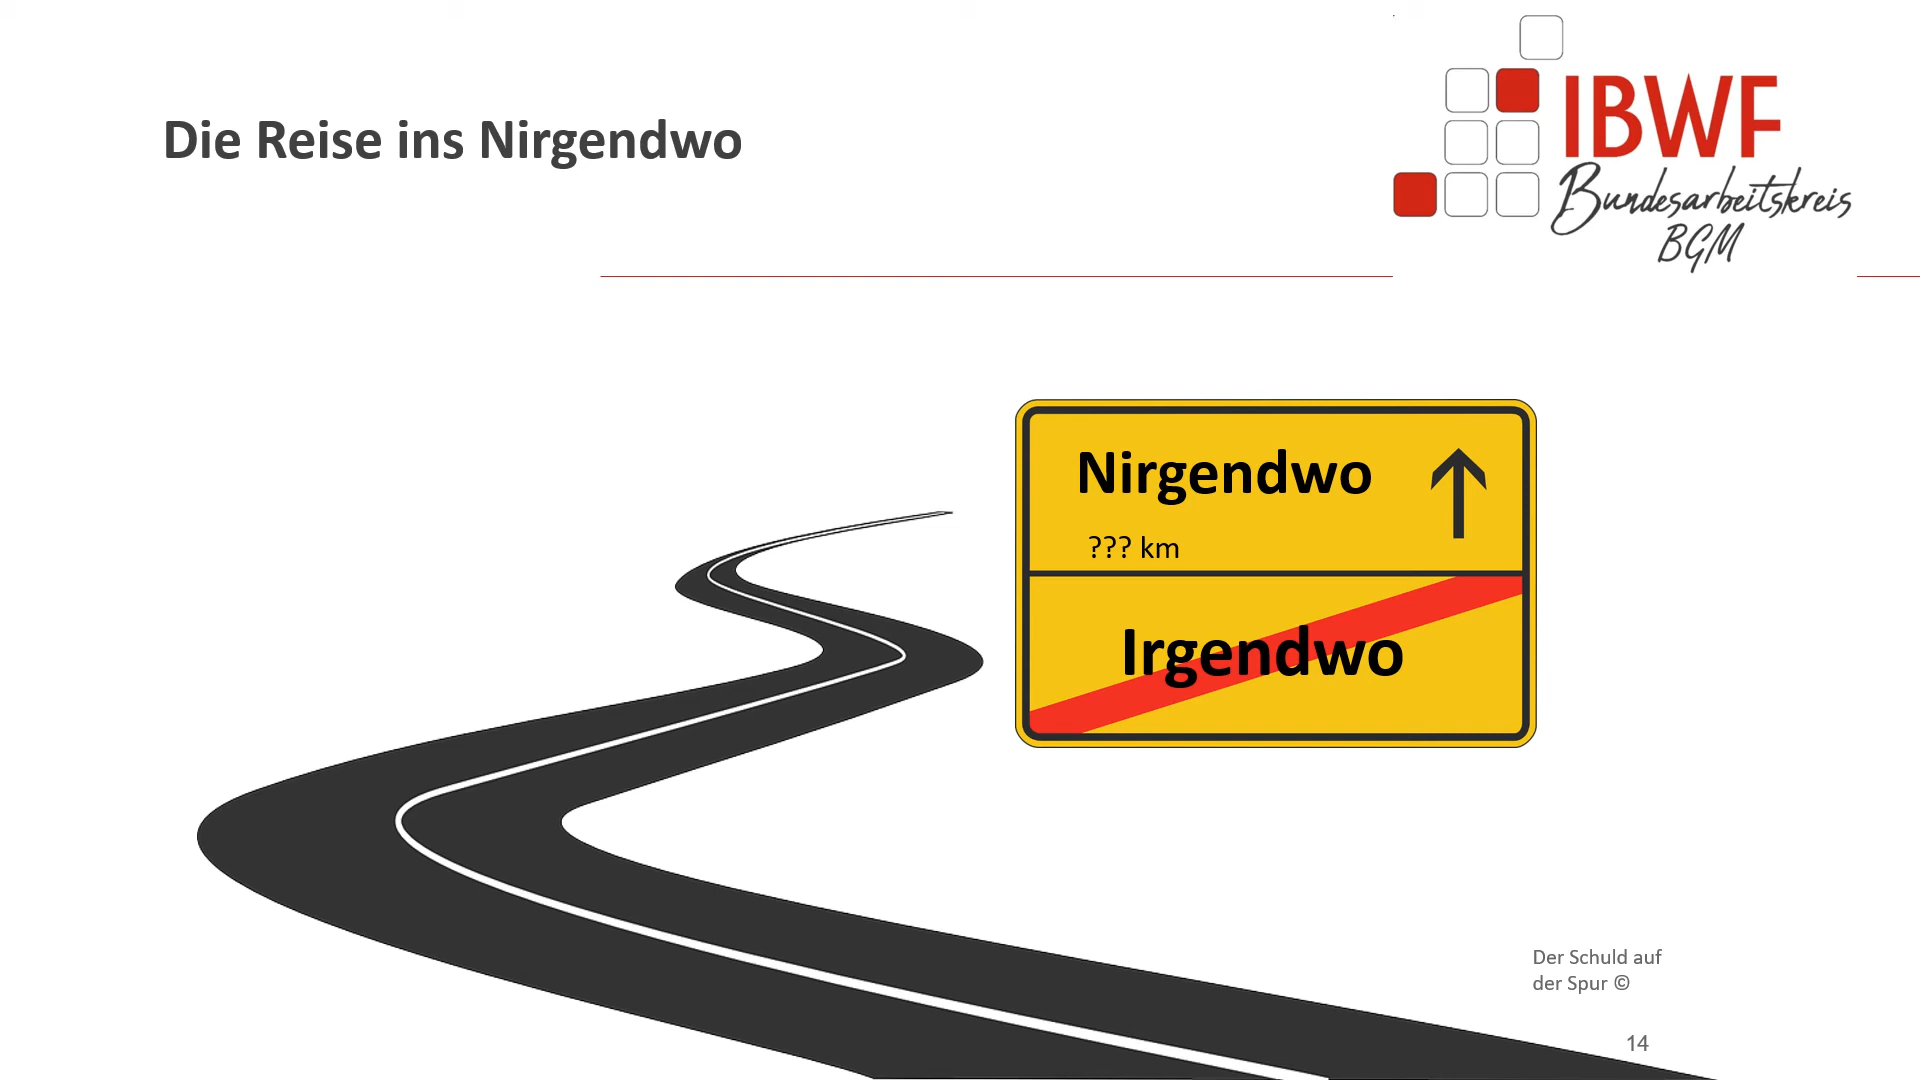 Die Reise ins Nirgendwo
IBWF
Bundesarbeitskreis
BGM
Nirgendwo
??? km
Irgendwo
Der Schuld auf
der Spur ©
14